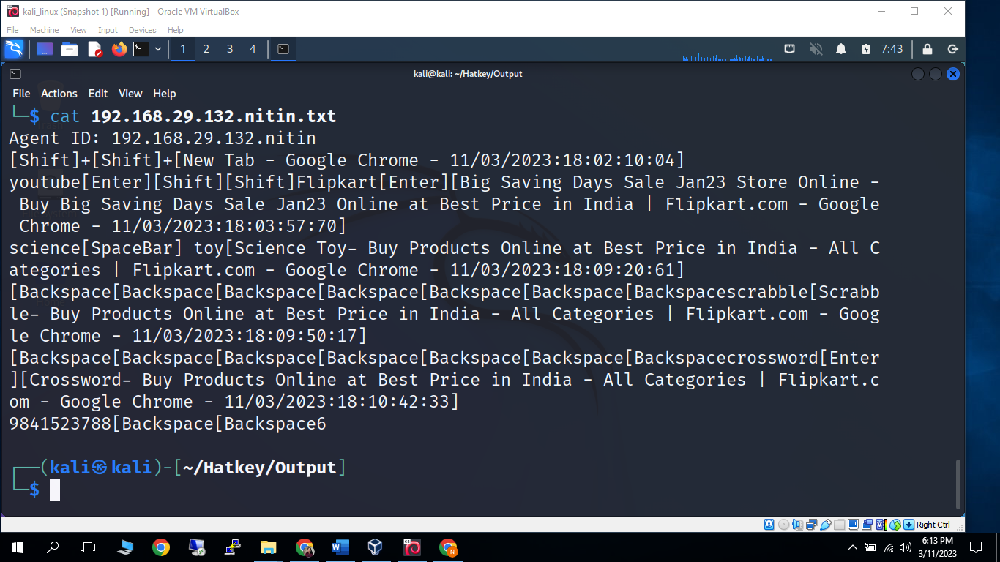 kali_linux (Snapshot 1) [Running] - Oracle VM VirtualBox
File Machine View Input Devices Help
1 2 3 4 7:43
kali@kali: ~/Hatkey/Output
File Actions Edit View Help
└─$ cat 192.168.29.132.nitin.txt
Agent ID: 192.168.29.132.nitin
[Shift]+[Shift]+[New Tab - Google Chrome - 11/03/2023:18:02:10:04]
youtube[Enter][Shift][Shift]Flipkart[Enter][Big Saving Days Sale Jan23 Store Online -
 Buy Big Saving Days Sale Jan23 Online at Best Price in India | Flipkart.com - Google
 Chrome - 11/03/2023:18:03:57:70]
science[SpaceBar] toy[Science Toy- Buy Products Online at Best Price in India - All C
ategories | Flipkart.com - Google Chrome - 11/03/2023:18:09:20:61]
[Backspace[Backspace[Backspace[Backspace[Backspace[Backspace[Backspacescrabble[Scrabb
le- Buy Products Online at Best Price in India - All Categories | Flipkart.com - Goog
le Chrome - 11/03/2023:18:09:50:17]
[Backspace[Backspace[Backspace[Backspace[Backspace[Backspace[Backspacecrossword[Enter
][Crossword- Buy Products Online at Best Price in India - All Categories | Flipkart.c
om - Google Chrome - 11/03/2023:18:10:42:33]
9841523788[Backspace[Backspace6
┌──(kali㉿kali)-[~/Hatkey/Output]
└─$
Right Ctrl
6:13 PM
3/11/2023